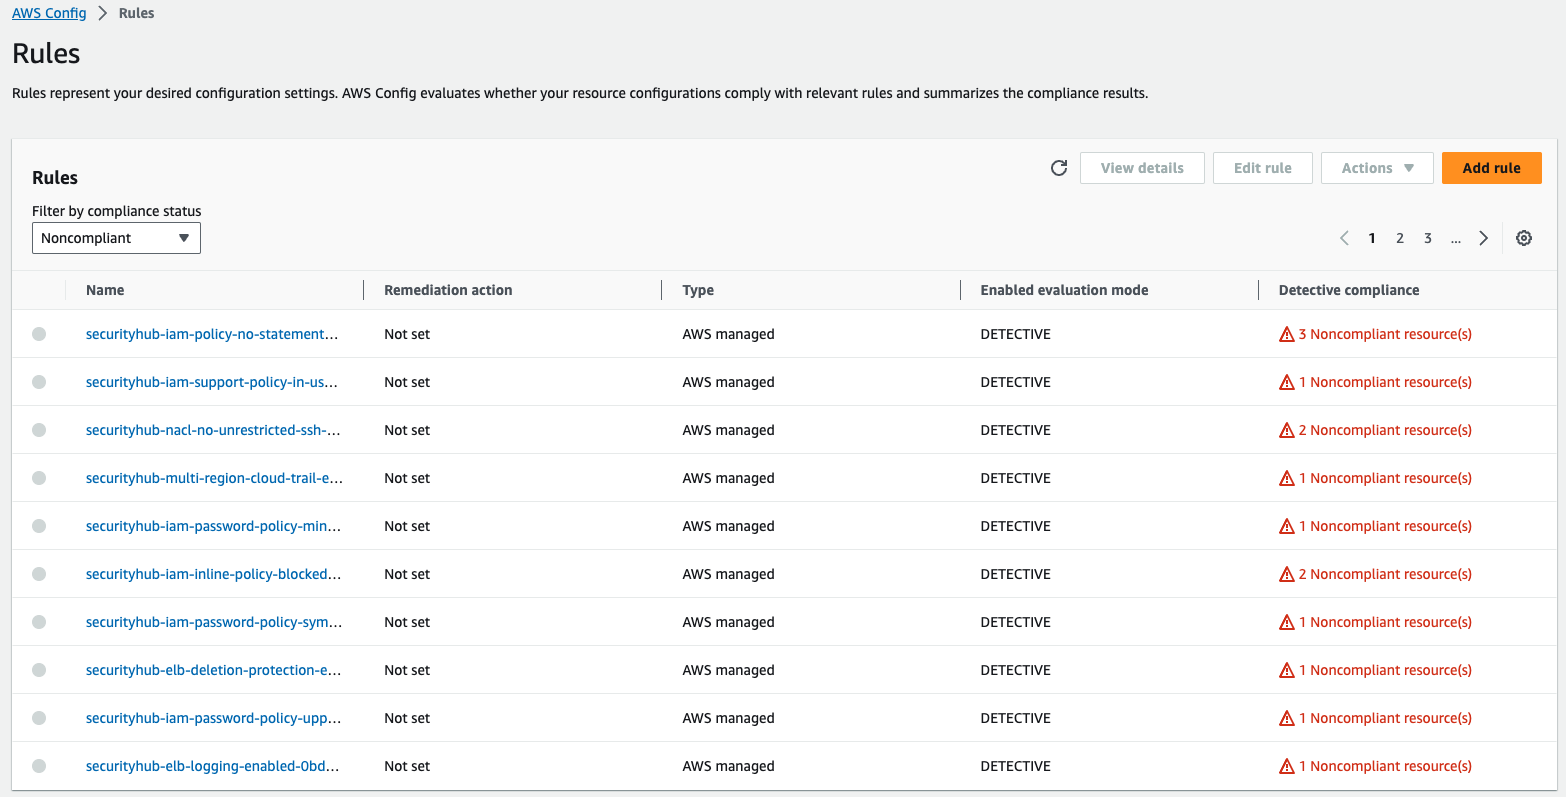 AWS Config > Rules
Rules
Rules represent your desired configuration settings. AWS Config evaluates whether your resource configurations comply with relevant rules and summarizes the compliance results.
Rules
View details Edit rule Actions Add rule
Filter by compliance status
Noncompliant
1 2 3 ...
Name Remediation action Type Enabled evaluation mode Detective compliance
securityhub-iam-policy-no-statement... Not set AWS managed DETECTIVE 3 Noncompliant resource(s)
securityhub-iam-support-policy-in-us... Not set AWS managed DETECTIVE 1 Noncompliant resource(s)
securityhub-nacl-no-unrestricted-ssh-... Not set AWS managed DETECTIVE 2 Noncompliant resource(s)
securityhub-multi-region-cloud-trail-e... Not set AWS managed DETECTIVE 1 Noncompliant resource(s)
securityhub-iam-password-policy-min... Not set AWS managed DETECTIVE 1 Noncompliant resource(s)
securityhub-iam-inline-policy-blocked... Not set AWS managed DETECTIVE 2 Noncompliant resource(s)
securityhub-iam-password-policy-sym... Not set AWS managed DETECTIVE 1 Noncompliant resource(s)
securityhub-elb-deletion-protection-e... Not set AWS managed DETECTIVE 1 Noncompliant resource(s)
securityhub-iam-password-policy-upp... Not set AWS managed DETECTIVE 1 Noncompliant resource(s)
securityhub-elb-logging-enabled-0bd... Not set AWS managed DETECTIVE 1 Noncompliant resource(s)